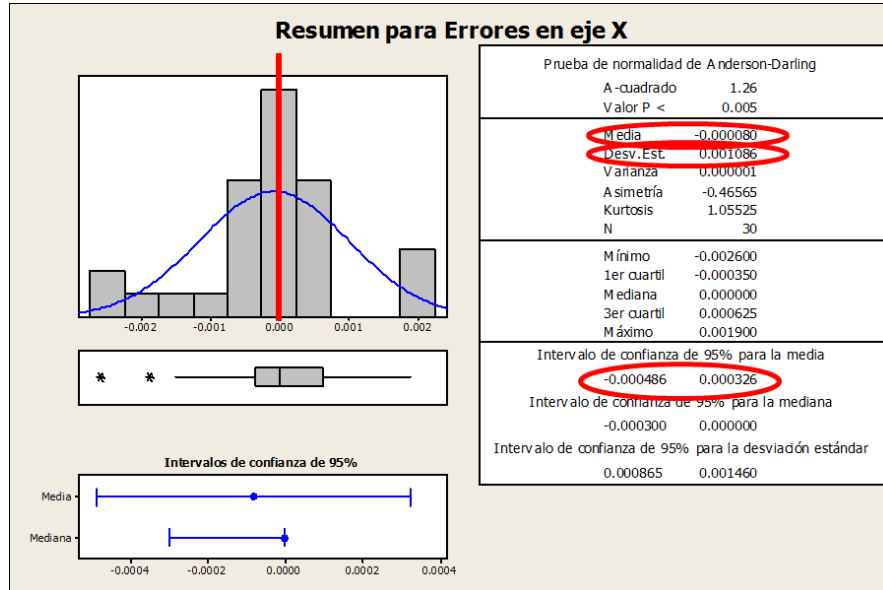 Resumen para Errores en eje X
-0.002 -0.001 0.000 0.001 0.002
Intervalos de confianza de 95%
Media
Mediana
-0.0004 -0.0002 0.0000 0.0002 0.0004
Prueba de normalidad de Anderson-Darling
A-cuadrado 1.26
Valor P < 0.005
Media -0.000080
Desv.Est. 0.001086
Varianza 0.000001
Asimetría -0.46565
Kurtosis 1.05525
N 30
Mínimo -0.002600
1er cuartil -0.000350
Mediana 0.000000
3er cuartil 0.000625
Máximo 0.001900
Intervalo de confianza de 95% para la media
-0.000486 0.000326
Intervalo de confianza de 95% para la mediana
-0.000300 0.000000
Intervalo de confianza de 95% para la desviación estándar
0.000865 0.001460